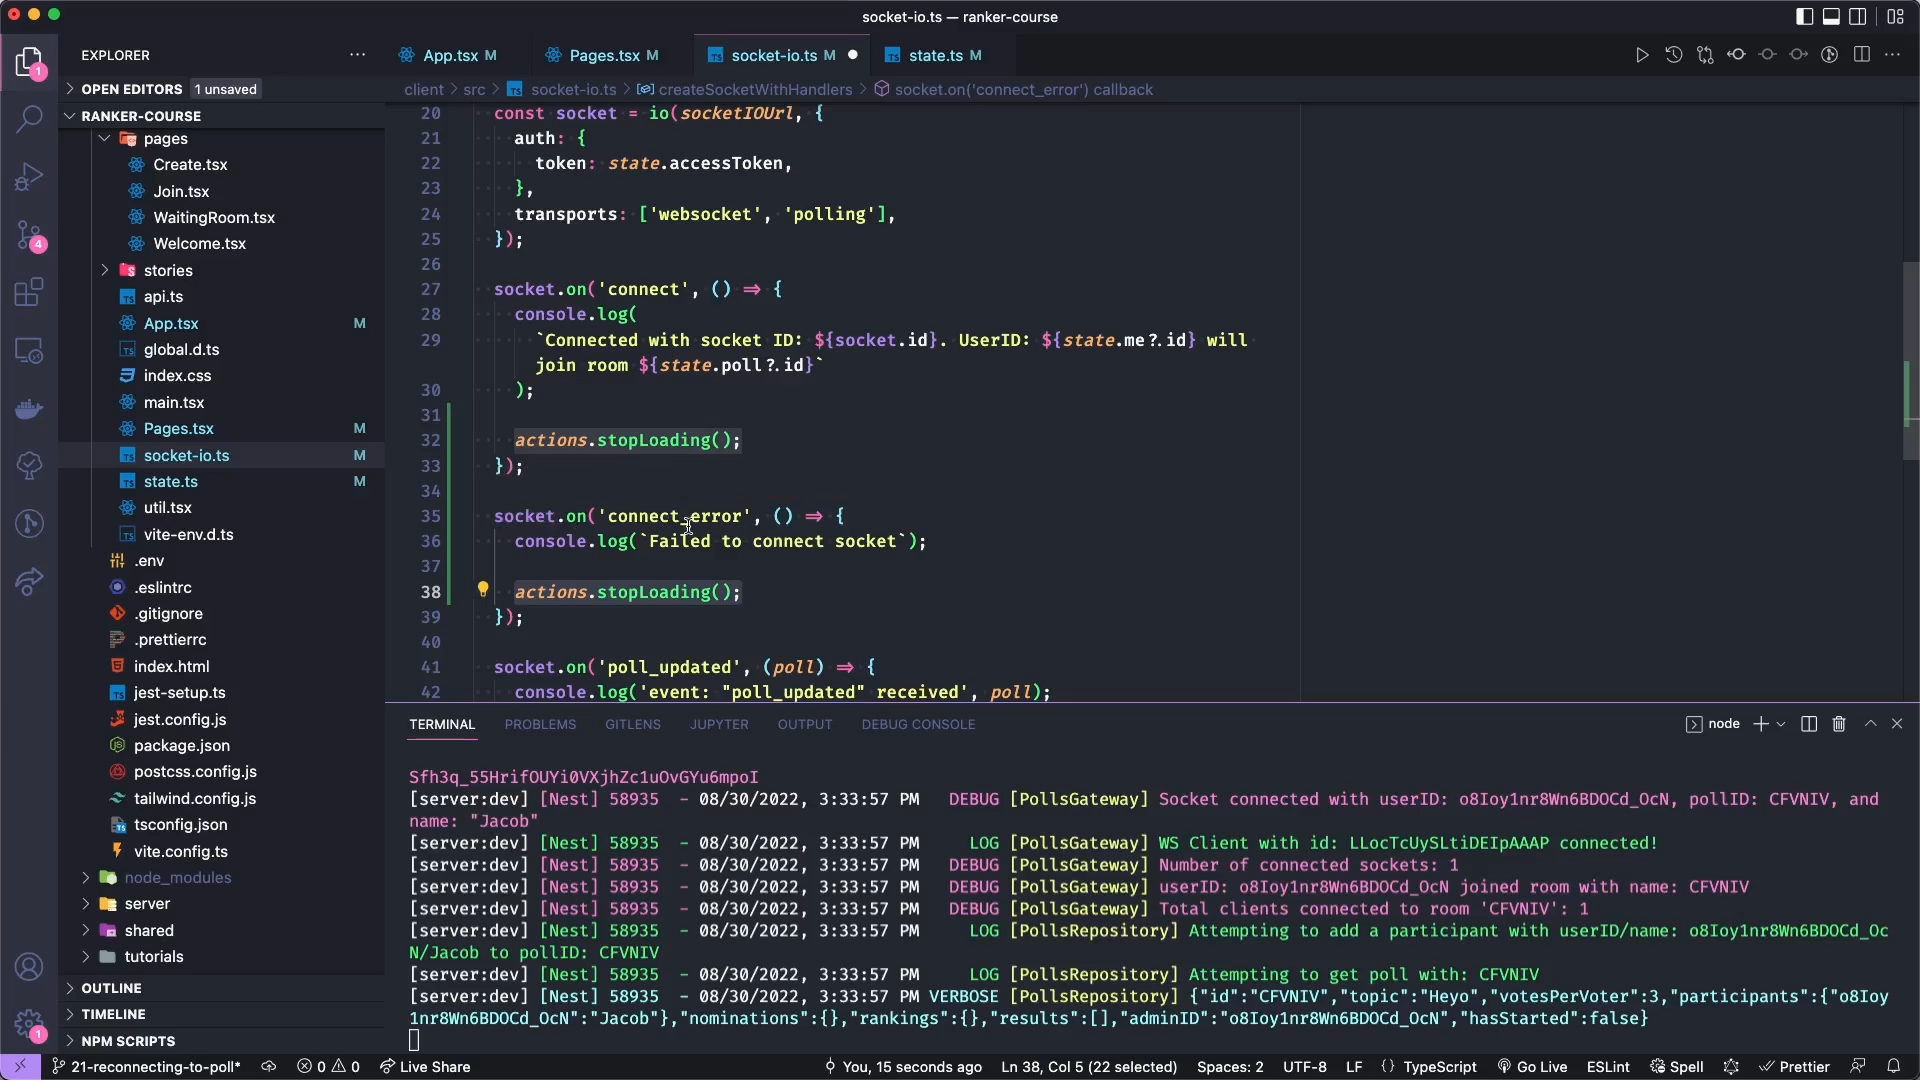 socket-io.ts — ranker-course
EXPLORER
App.tsx M
Pages.tsx M
socket-io.ts M
state.ts M
OPEN EDITORS 1 unsaved
client > src > socket-io.ts > createSocketWithHandlers > socket.on('connect_error') callback
RANKER-COURSE
pages
Create.tsx
Join.tsx
WaitingRoom.tsx
Welcome.tsx
stories
api.ts
App.tsx M
global.d.ts
index.css
main.tsx
Pages.tsx M
socket-io.ts M
state.ts M
util.tsx
vite-env.d.ts
.env
.eslintrc
.gitignore
.prettierrc
index.html
jest-setup.ts
jest.config.js
package.json
postcss.config.js
tailwind.config.js
tsconfig.json
vite.config.ts
node_modules
server
shared
tutorials
OUTLINE
TIMELINE
NPM SCRIPTS
1
4
1
20 const socket = io(socketIOUrl, {
21 auth: {
22 token: state.accessToken,
23 },
24 transports: ['websocket', 'polling'],
25 });
26
27 socket.on('connect', () ⇒ {
28 console.log(
29 `Connected with socket ID: ${socket.id}. UserID: ${state.me?.id} will
join room ${state.poll?.id}`
30 );
31
32 actions.stopLoading();
33 });
34
35 socket.on('connect_error', () ⇒ {
36 console.log(`Failed to connect socket`);
37
38 actions.stopLoading();
39 });
40
41 socket.on('poll_updated', (poll) ⇒ {
42 console.log('event: "poll_updated" received', poll);
TERMINAL PROBLEMS GITLENS JUPYTER OUTPUT DEBUG CONSOLE
node
Sfh3q_55HrifOUYi0VXjhZc1uOvGYu6mpoI
[server:dev] [Nest] 58935 - 08/30/2022, 3:33:57 PM DEBUG [PollsGateway] Socket connected with userID: o8Ioy1nr8Wn6BDOCd_OcN, pollID: CFVNIV, and
name: "Jacob"
[server:dev] [Nest] 58935 - 08/30/2022, 3:33:57 PM LOG [PollsGateway] WS Client with id: LLocTcUySLtiDEIpAAAP connected!
[server:dev] [Nest] 58935 - 08/30/2022, 3:33:57 PM DEBUG [PollsGateway] Number of connected sockets: 1
[server:dev] [Nest] 58935 - 08/30/2022, 3:33:57 PM DEBUG [PollsGateway] userID: o8Ioy1nr8Wn6BDOCd_OcN joined room with name: CFVNIV
[server:dev] [Nest] 58935 - 08/30/2022, 3:33:57 PM DEBUG [PollsGateway] Total clients connected to room 'CFVNIV': 1
[server:dev] [Nest] 58935 - 08/30/2022, 3:33:57 PM LOG [PollsRepository] Attempting to add a participant with userID/name: o8Ioy1nr8Wn6BDOCd_Oc
N/Jacob to pollID: CFVNIV
[server:dev] [Nest] 58935 - 08/30/2022, 3:33:57 PM LOG [PollsRepository] Attempting to get poll with: CFVNIV
[server:dev] [Nest] 58935 - 08/30/2022, 3:33:57 PM VERBOSE [PollsRepository] {"id":"CFVNIV","topic":"Heyo","votesPerVoter":3,"participants":{"o8Ioy
1nr8Wn6BDOCd_OcN":"Jacob"},"nominations":{},"rankings":{},"results":[],"adminID":"o8Ioy1nr8Wn6BDOCd_OcN","hasStarted":false}
21-reconnecting-to-poll* 0 0 Live Share You, 15 seconds ago Ln 38, Col 5 (22 selected) Spaces: 2 UTF-8 LF {} TypeScript Go Live ESLint Spell Prettier